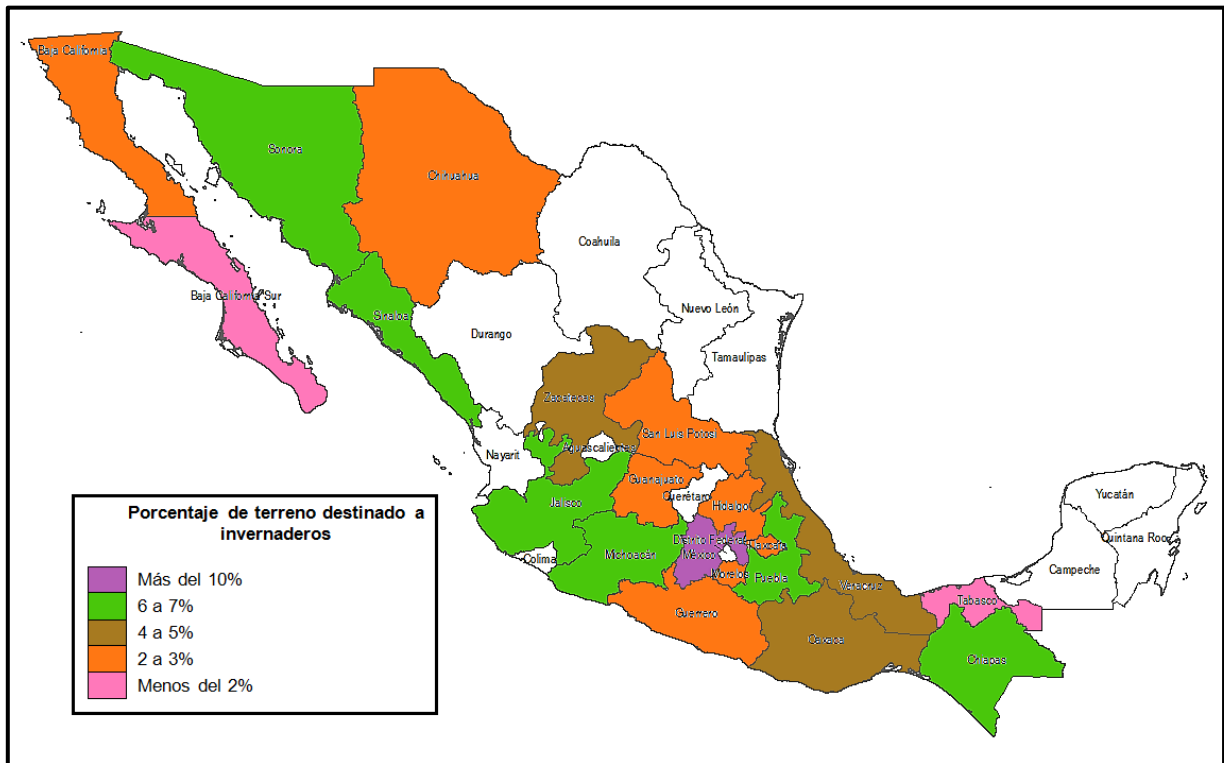 Baja California
Sonora
Chihuahua
Coahuila
Baja California Sur
Sinaloa
Durango
Nuevo León
Tamaulipas
Zacatecas
San Luis Potosí
Nayarit
Aguascalientes
Guanajuato
Querétaro
Hidalgo
Jalisco
Yucatán
Quintana Roo
Campeche
Distrito Federal
México
Tlaxcala
Colima
Michoacán
Morelos
Puebla
Veracruz
Guerrero
Tabasco
Oaxaca
Chiapas
Porcentaje de terreno destinado a
invernaderos
Más del 10%
6 a 7%
4 a 5%
2 a 3%
Menos del 2%